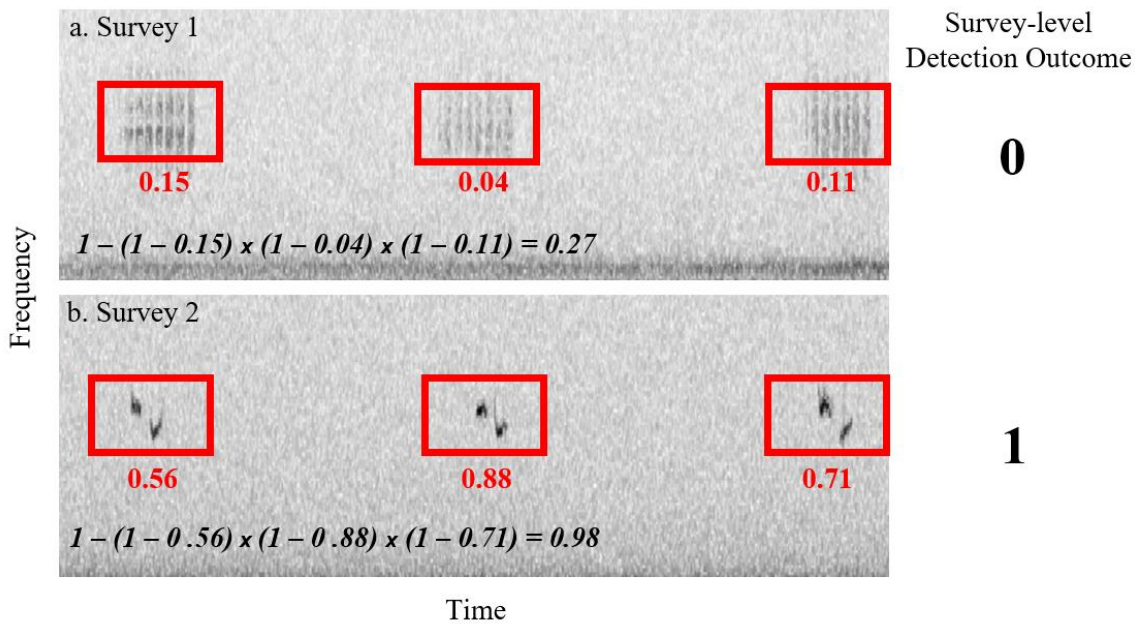 a. Survey 1
Survey-level
Detection Outcome
0.15
0.04
0.11
0
1 – (1 – 0.15) x (1 – 0.04) x (1 – 0.11) = 0.27
Frequency
b. Survey 2
0.56
0.88
0.71
1
1 – (1 – 0 .56) x (1 – 0 .88) x (1 – 0.71) = 0.98
Time